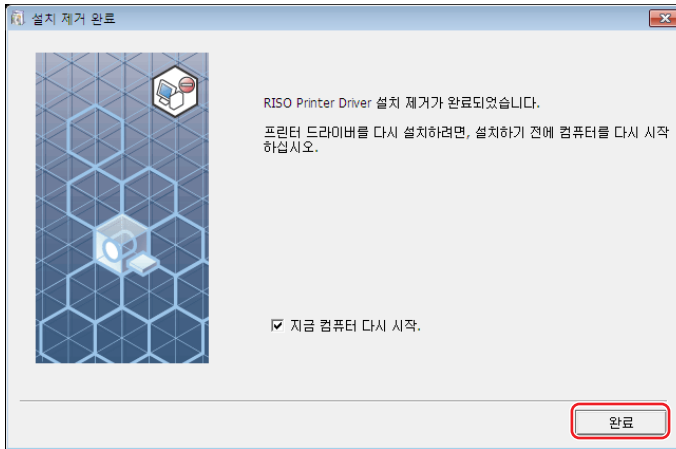 설치 제거 완료
RISO Printer Driver 설치 제거가 완료되었습니다.
프린터 드라이버를 다시 설치하려면, 설치하기 전에 컴퓨터를 다시 시작
하십시오.
지금 컴퓨터 다시 시작.
완료